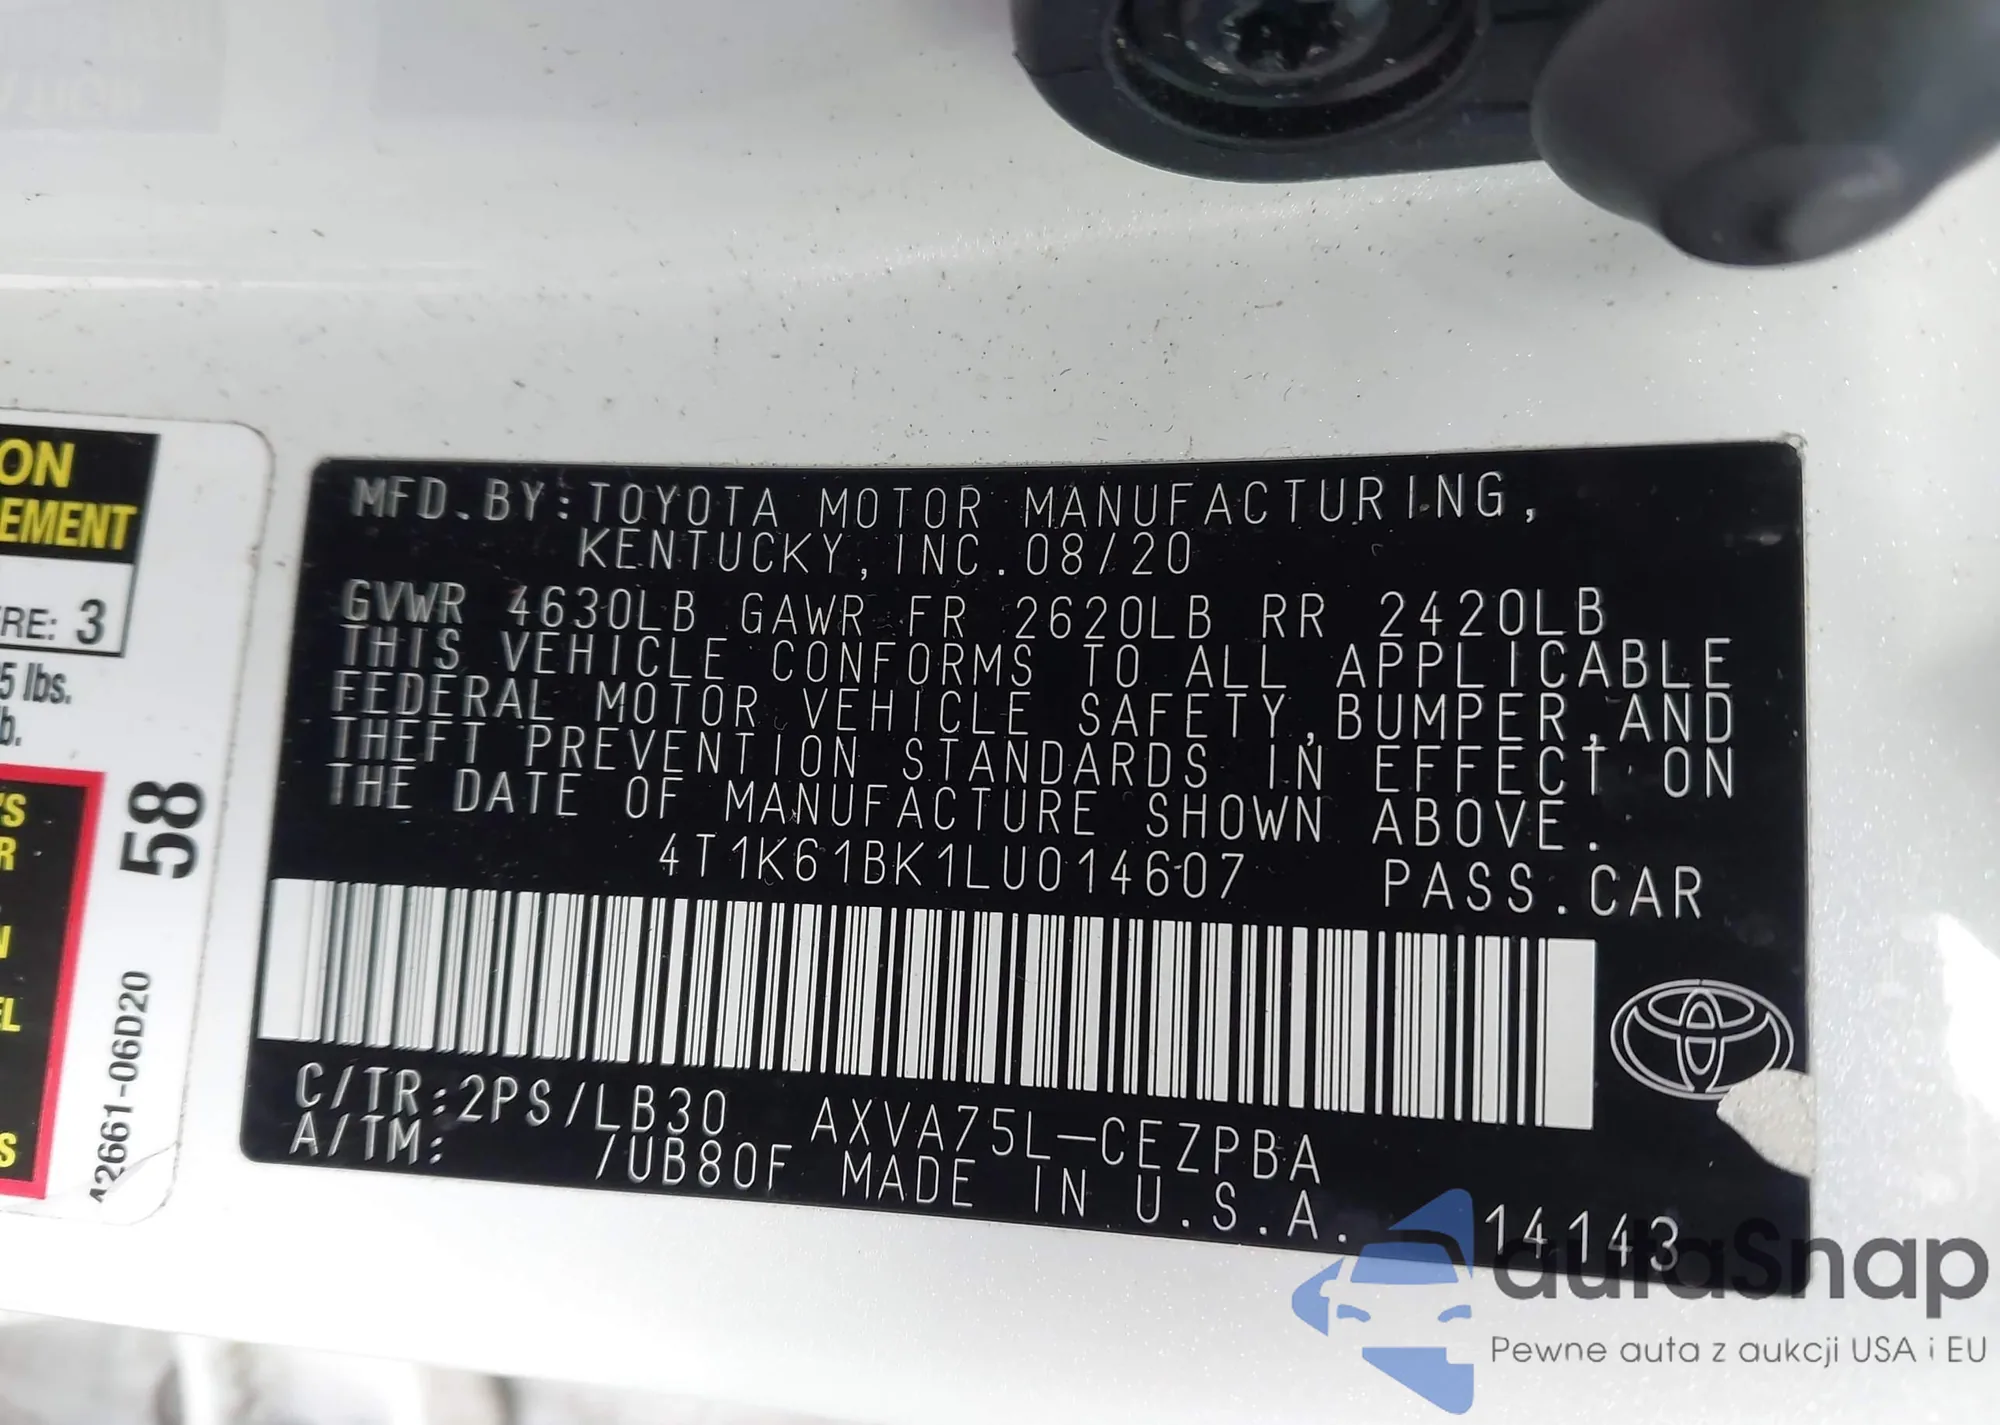 ON
EMENT
RE: 3
5 lbs.
b.
'S
R
N
EL
S
58
42661-06D20
MFD.BY:TOYOTA MOTOR MANUFACTURING,
KENTUCKY,INC.08/20
GVWR 4630LB GAWR FR 2620LB RR 2420LB
THIS VEHICLE CONFORMS TO ALL APPLICABLE
FEDERAL MOTOR VEHICLE SAFETY,BUMPER,AND
THEFT PREVENTION STANDARDS IN EFFECT ON
THE DATE OF MANUFACTURE SHOWN ABOVE.
4T1K61BK1LU014607 PASS.CAR
C/TR:2PS/LB30 AXVA75L-CEZPBA
A/TM: /UB80F MADE IN U.S.A.
14143
autaSnap
Pewne auta z aukcji USA i EU